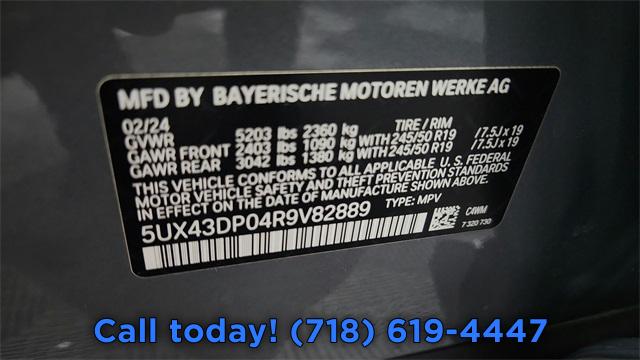 MFD BY BAYERISCHE MOTOREN WERKE AG
02/24 TIRE / RIM
GVWR 5203 lbs 2360 kg
GAWR FRONT 2403 lbs 1090 kg WITH 245/50 R19 / 7.5J x 19
GAWR REAR 3042 lbs 1380 kg WITH 245/50 R19 / 7.5J x 19
THIS VEHICLE CONFORMS TO ALL APPLICABLE U. S. FEDERAL
MOTOR VEHICLE SAFETY AND THEFT PREVENTION STANDARDS
IN EFFECT ON THE DATE OF MANUFACTURE SHOWN ABOVE.
5UX43DP04R9V82889 TYPE: MPV
C4WM
7 320 730
Call today! (718) 619-4447